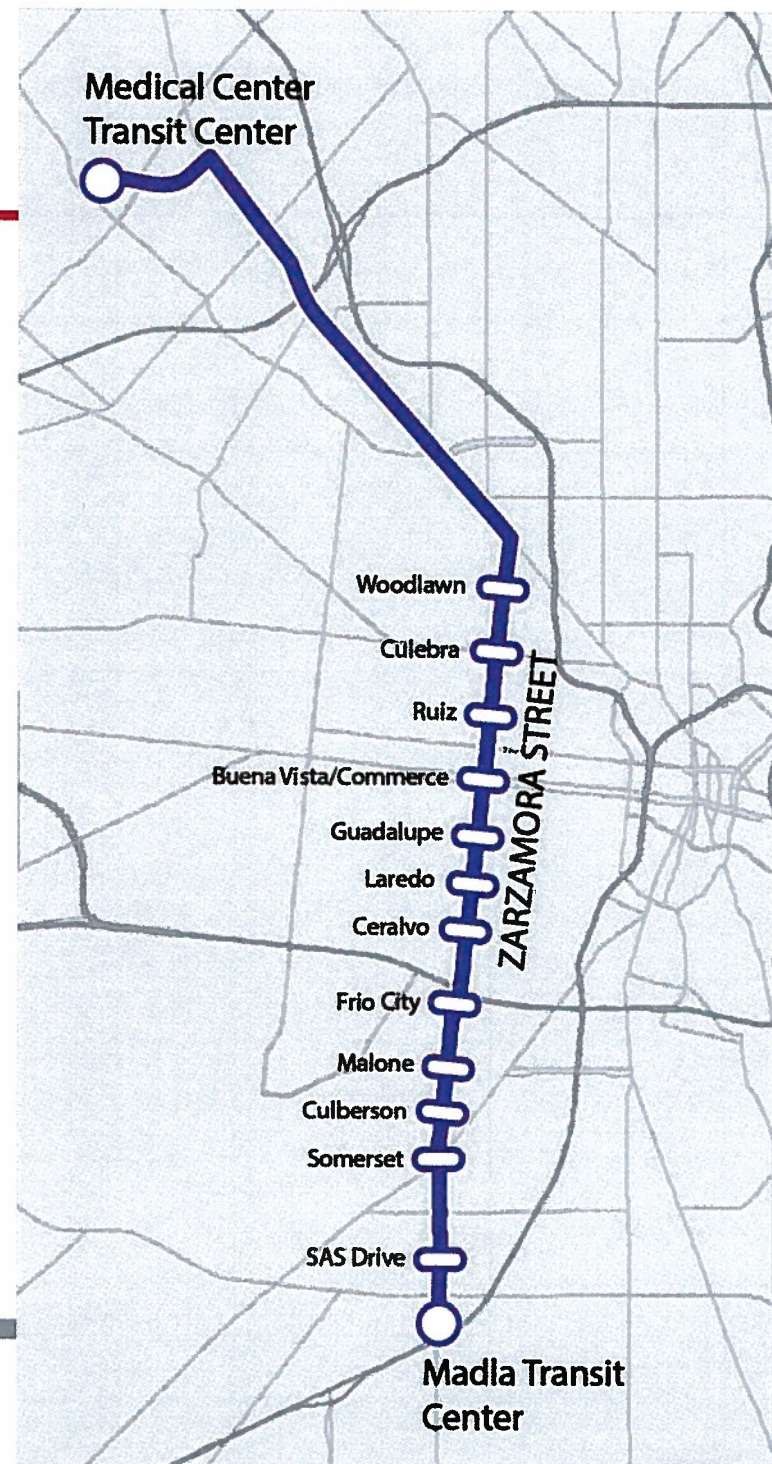 Medical Center
Transit Center
Woodlawn
Culebra
Ruiz
Buena Vista/Commerce
ZARZAMORA STREET
Guadalupe
Laredo
Ceralvo
Frio City
Malone
Culberson
Somerset
SAS Drive
Madla Transit
Center